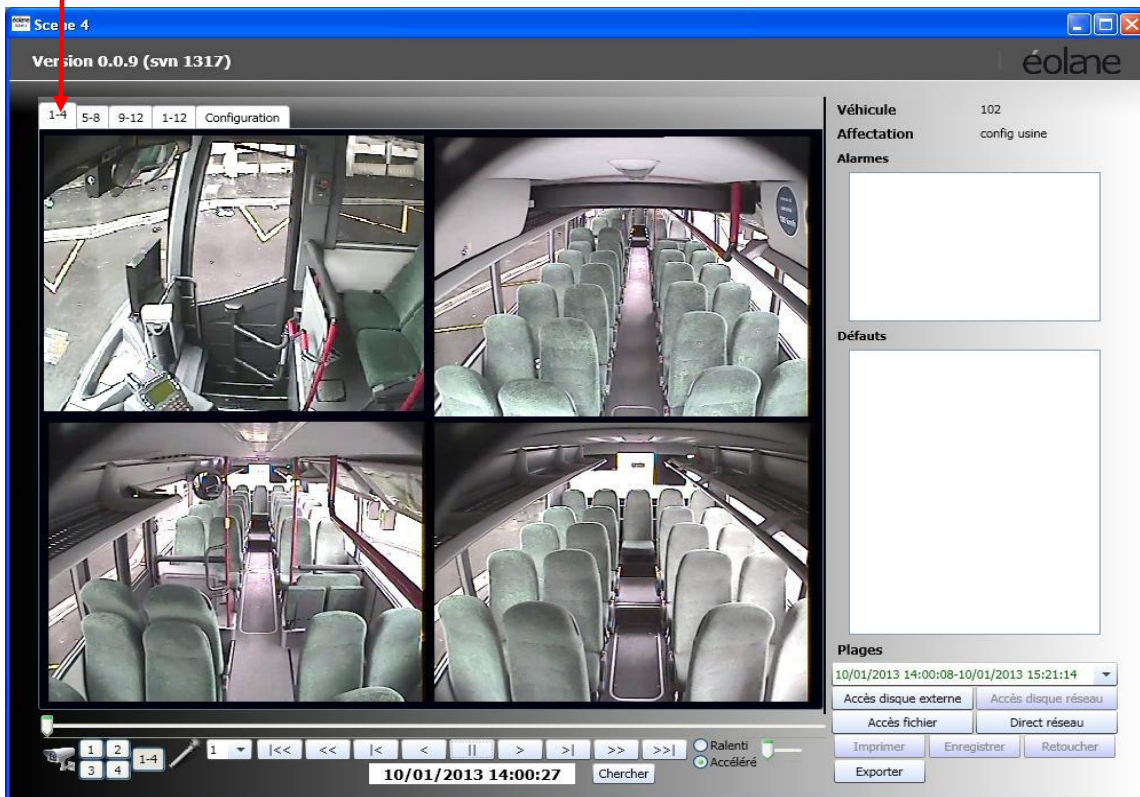 Scene 4
Version 0.0.9 (svn 1317)
éolane
1-4 5-8 9-12 1-12 Configuration
Véhicule 102
Affectation config usine
Alarmes
Défauts
Plages
10/01/2013 14:00:08-10/01/2013 15:21:14
Accès disque externe Accès disque réseau
Accès fichier Direct réseau
Imprimer Enregistrer Retoucher
Exporter
1 2
3 4
1-4
1
|<< << |< < || > >| >> >>|
Ralenti
Accéléré
10/01/2013 14:00:27 Chercher